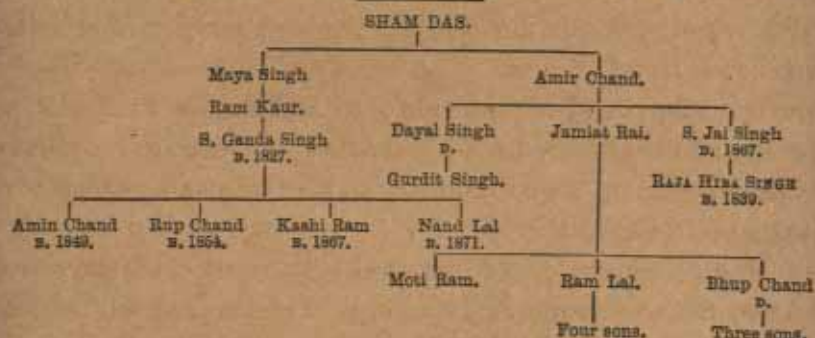 SHAM DAS.
Maya Singh Amir Chand.
Ram Kaur.
S. Ganda Singh Dayal Singh Jamiat Rai. S. Jai Singh
B. 1827. D. D. 1867.
Gurdit Singh. RAJA HIRA SINGH
B. 1839.
Amin Chand Rup Chand Kashi Ram Nand Lal
B. 1849. B. 1854. B. 1867. B. 1871.
Moti Ram. Ram Lal. Bhup Chand
D.
Four sons. Three sons.